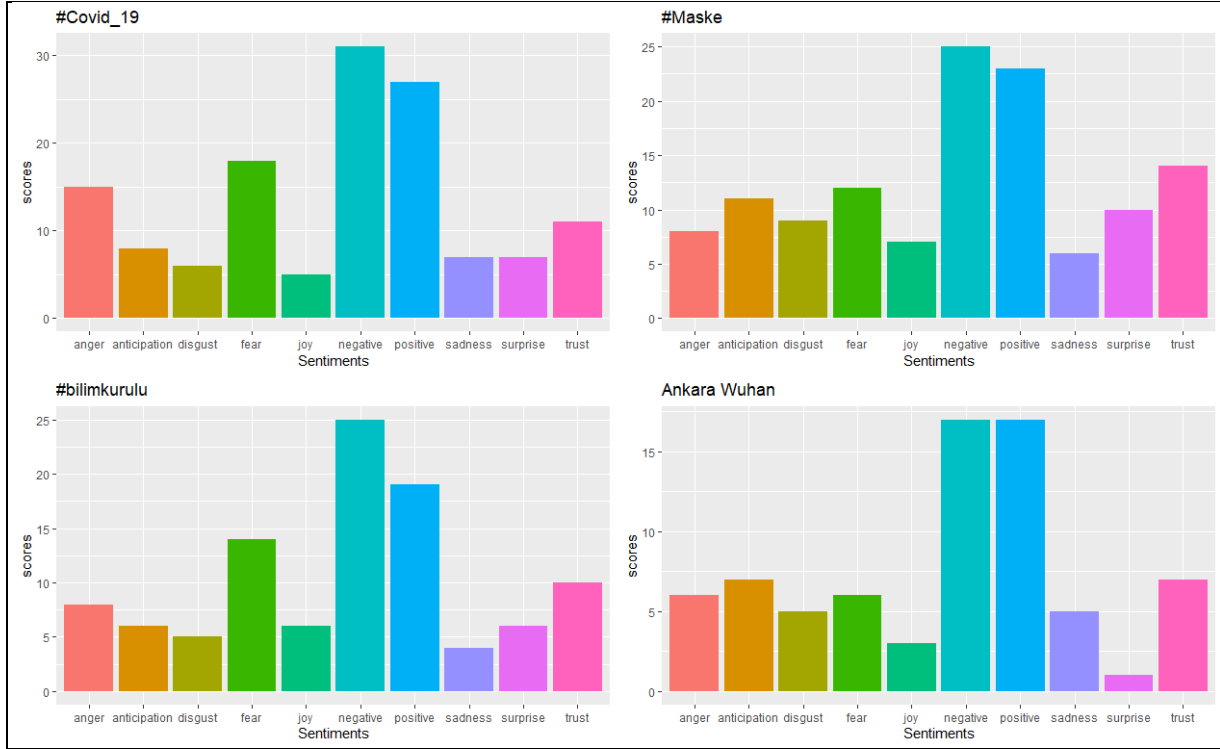 #Covid_19
30
20
10
0
scores
anger anticipation disgust fear joy negative positive sadness surprise trust
Sentiments
#Maske
25
20
15
10
5
0
scores
anger anticipation disgust fear joy negative positive sadness surprise trust
Sentiments
#bilimkurulu
25
20
15
10
5
0
scores
anger anticipation disgust fear joy negative positive sadness surprise trust
Sentiments
Ankara Wuhan
15
10
5
0
scores
anger anticipation disgust fear joy negative positive sadness surprise trust
Sentiments